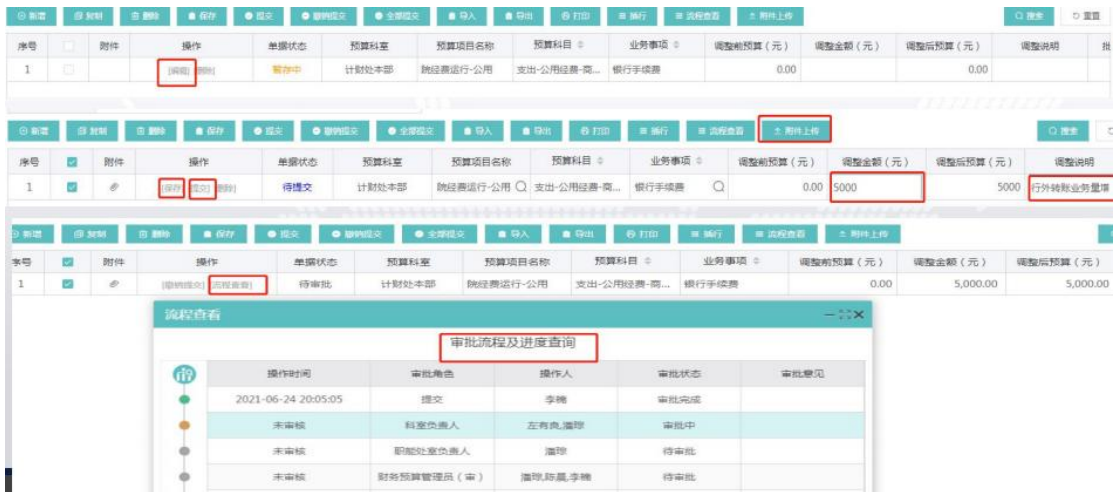 新增 复制 删除 保存 提交 撤销提交 全部提交 导入 导出 打印 插行 流程查看 附件上传 搜索 重置
序号 附件 操作 单据状态 预算科室 预算项目名称 预算科目 业务事项 调整前预算(元) 调整金额(元) 调整后预算(元) 调整说明
1 [编辑] [删除] 暂存中 计财处本部 院经费运行-公用 支出-公用经费-商... 银行手续费 0.00 0.00
新增 复制 删除 保存 提交 撤销提交 全部提交 导入 导出 打印 插行 流程查看 附件上传 搜索
序号 附件 操作 单据状态 预算科室 预算项目名称 预算科目 业务事项 调整前预算(元) 调整金额(元) 调整后预算(元) 调整说明
1 [保存] [提交] [删除] 待提交 计财处本部 院经费运行-公用 支出-公用经费-商... 银行手续费 0.00 5000 5000 行外转账业务量增
新增 复制 删除 保存 提交 撤销提交 全部提交 导入 导出 打印 插行 流程查看 附件上传
序号 附件 操作 单据状态 预算科室 预算项目名称 预算科目 业务事项 调整前预算(元) 调整金额(元) 调整后预算(元)
1 [撤销提交] [流程查看] 待审批 计财处本部 院经费运行-公用 支出-公用经费-商... 银行手续费 0.00 5,000.00 5,000.00
流程查看
审批流程及进度查询
操作时间 审批角色 操作人 审批状态 审批意见
2021-06-24 20:05:05 提交 李楠 审批完成
未审核 科室负责人 左有良,潘琼 审批中
未审核 职能处室负责人 潘琼 待审批
未审核 财务预算管理员(审) 潘琼,陈晨,李楠 待审批